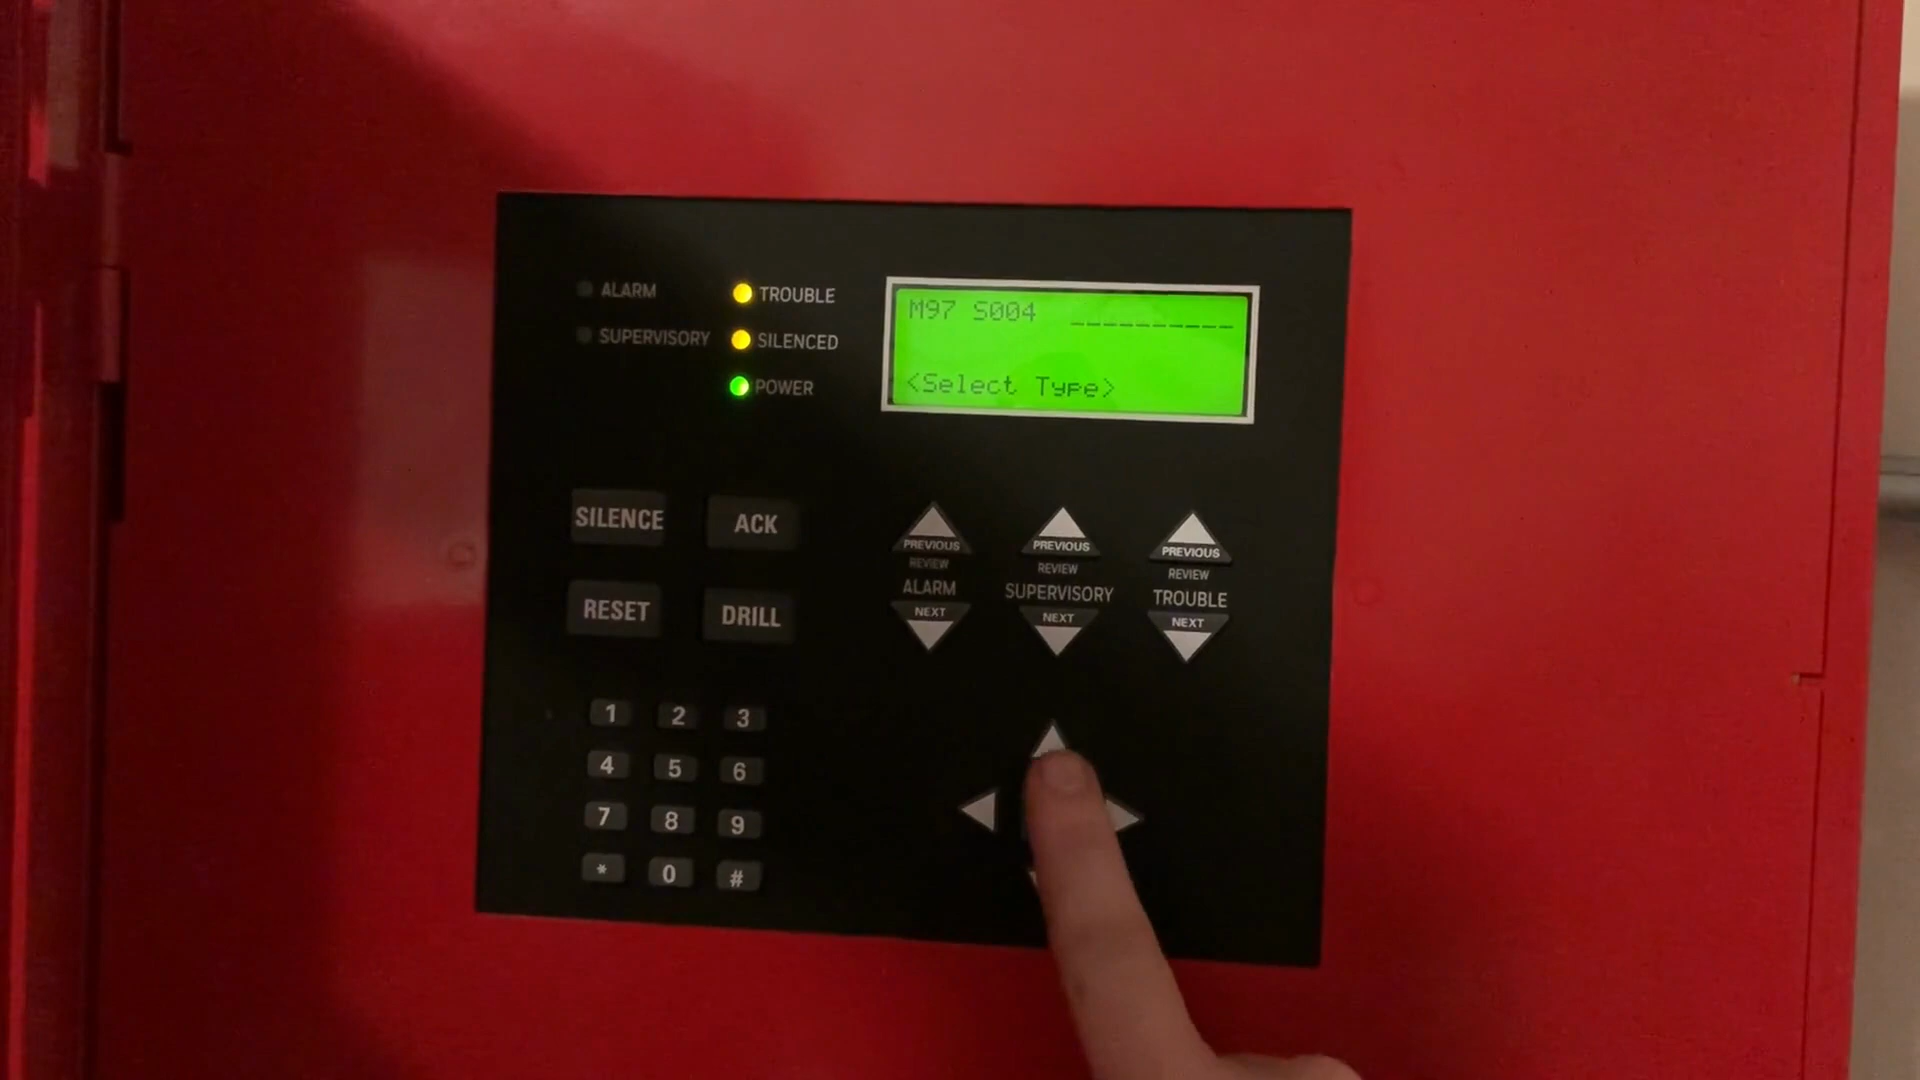 ALARM
TROUBLE
SUPERVISORY
SILENCED
POWER
M97 S004 __________
<Select Type>
SILENCE
ACK
RESET
DRILL
PREVIOUS
REVIEW
ALARM
NEXT
PREVIOUS
REVIEW
SUPERVISORY
NEXT
PREVIOUS
REVIEW
TROUBLE
NEXT
1 2 3
4 5 6
7 8 9
* 0 #